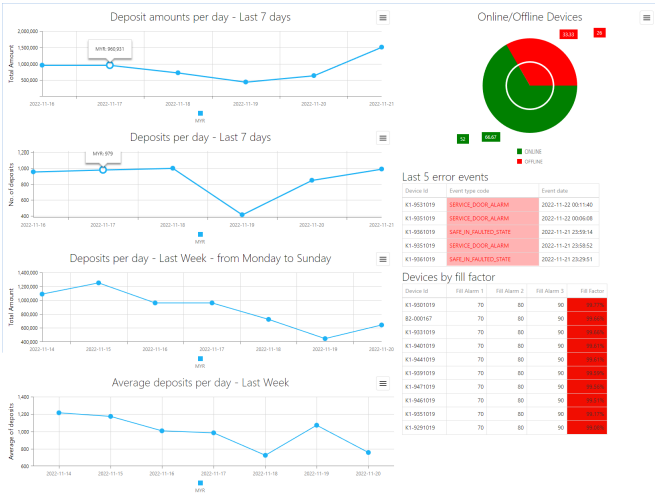 Deposit amounts per day - Last 7 days
Total Amount
2,000,000
1,500,000
1,000,000
500,000
MYR: 960,931
2022-11-16 2022-11-17 2022-11-18 2022-11-19 2022-11-20 2022-11-21
MYR
Deposits per day - Last 7 days
No. of deposits
1,200
1,000
800
600
400
MYR: 979
2022-11-16 2022-11-17 2022-11-18 2022-11-19 2022-11-20 2022-11-21
MYR
Deposits per day - Last Week - from Monday to Sunday
Total Amount
1,400,000
1,200,000
1,000,000
800,000
600,000
400,000
2022-11-14 2022-11-15 2022-11-16 2022-11-17 2022-11-18 2022-11-19 2022-11-20
MYR
Average deposits per day - Last Week
Average of deposits
1,400
1,200
1,000
800
600
2022-11-14 2022-11-15 2022-11-16 2022-11-17 2022-11-18 2022-11-19 2022-11-20
MYR
Online/Offline Devices
33.33 26
52 66.67
ONLINE
OFFLINE
Last 5 error events
Device Id Event type code Event date
K1-9531019 SERVICE_DOOR_ALARM 2022-11-22 00:11:40
K1-9351019 SERVICE_DOOR_ALARM 2022-11-22 00:06:08
K1-9361019 SAFE_IN_FAULTED_STATE 2022-11-21 23:59:14
K1-9351019 SERVICE_DOOR_ALARM 2022-11-21 23:58:52
K1-9361019 SAFE_IN_FAULTED_STATE 2022-11-21 23:29:51
Devices by fill factor
Device Id Fill Alarm 1 Fill Alarm 2 Fill Alarm 3 Fill Factor
K1-9301019 70 80 90
B2-000167 70 80 90
K1-9331019 70 80 90
K1-9401019 70 80 90
K1-9441019 70 80 90
K1-9391019 70 80 90
K1-9471019 70 80 90
K1-9461019 70 80 90
K1-9351019 70 80 90
K1-9291019 70 80 90